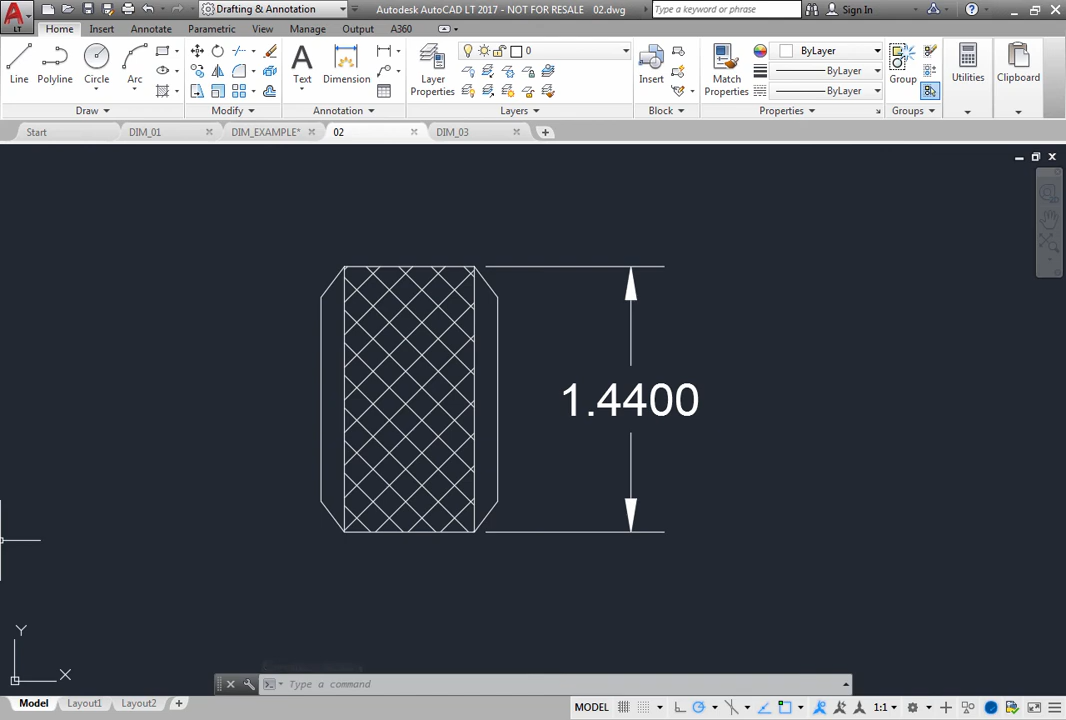 Drafting & Annotation
Autodesk AutoCAD LT 2017 - NOT FOR RESALE 02.dwg
Type a keyword or phrase
Sign In
LT
Home Insert Annotate Parametric View Manage Output A360
Line Polyline Circle Arc
Text Dimension
Layer Properties
0
Insert
Match Properties
ByLayer
ByLayer
ByLayer
Group
Utilities
Clipboard
Draw Modify Annotation Layers Block Properties Groups
Start DIM_01 DIM_EXAMPLE* 02 DIM_03
1.4400
Y
X
Type a command
Model Layout1 Layout2
MODEL 1:1